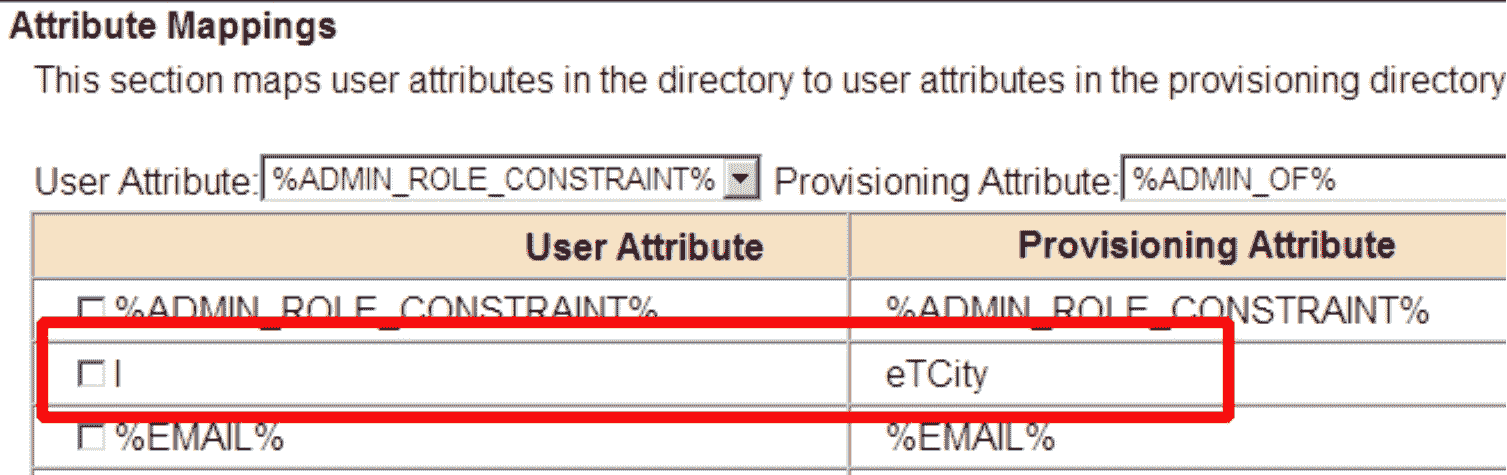 Attribute Mappings
This section maps user attributes in the directory to user attributes in the provisioning directory
User Attribute: %ADMIN_ROLE_CONSTRAINT% Provisioning Attribute: %ADMIN_OF%
User Attribute Provisioning Attribute
%ADMIN_ROLE_CONSTRAINT% %ADMIN_ROLE_CONSTRAINT%
l eTCity
%EMAIL% %EMAIL%